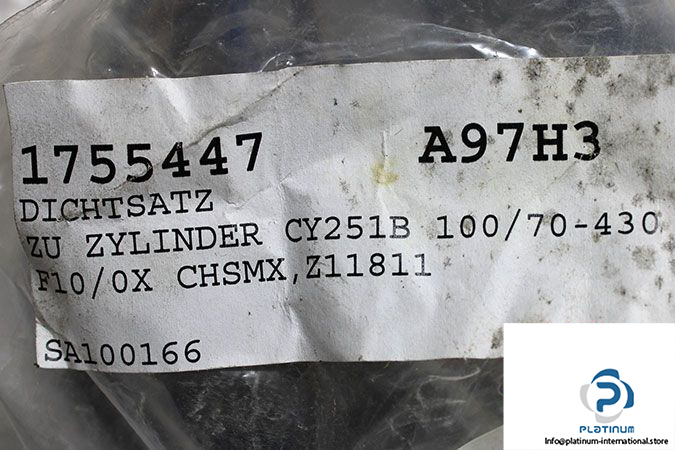 1755447 A97H3
DICHTSATZ
ZU ZYLINDER CY251B 100/70-430
F10/0X CHSMX,Z11811
SA100166
PLATINUM
Info@platinum-international.store